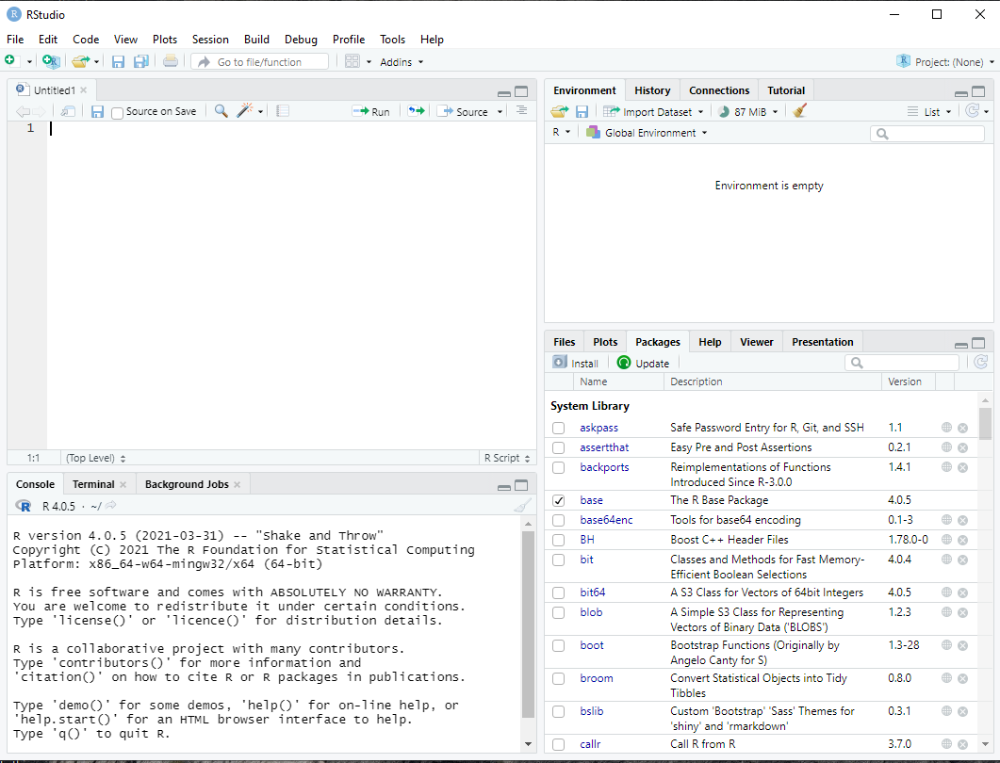 RStudio
File Edit Code View Plots Session Build Debug Profile Tools Help
Go to file/function Addins Project: (None)
Untitled1
Source on Save Run Source
1
1:1 (Top Level) R Script
Console Terminal Background Jobs
R 4.0.5 · ~/
R version 4.0.5 (2021-03-31) -- "Shake and Throw"
Copyright (C) 2021 The R Foundation for Statistical Computing
Platform: x86_64-w64-mingw32/x64 (64-bit)
R is free software and comes with ABSOLUTELY NO WARRANTY.
You are welcome to redistribute it under certain conditions.
Type 'license()' or 'licence()' for distribution details.
R is a collaborative project with many contributors.
Type 'contributors()' for more information and
'citation()' on how to cite R or R packages in publications.
Type 'demo()' for some demos, 'help()' for on-line help, or
'help.start()' for an HTML browser interface to help.
Type 'q()' to quit R.
Environment History Connections Tutorial
Import Dataset 87 MiB List
R Global Environment
Environment is empty
Files Plots Packages Help Viewer Presentation
Install Update
Name Description Version
System Library
askpass Safe Password Entry for R, Git, and SSH 1.1
assertthat Easy Pre and Post Assertions 0.2.1
backports Reimplementations of Functions 1.4.1
Introduced Since R-3.0.0
base The R Base Package 4.0.5
base64enc Tools for base64 encoding 0.1-3
BH Boost C++ Header Files 1.78.0-0
bit Classes and Methods for Fast Memory- 4.0.4
Efficient Boolean Selections
bit64 A S3 Class for Vectors of 64bit Integers 4.0.5
blob A Simple S3 Class for Representing 1.2.3
Vectors of Binary Data ('BLOBS')
boot Bootstrap Functions (Originally by 1.3-28
Angelo Canty for S)
broom Convert Statistical Objects into Tidy 0.8.0
Tibbles
bslib Custom 'Bootstrap' 'Sass' Themes for 0.3.1
'shiny' and 'rmarkdown'
callr Call R from R 3.7.0